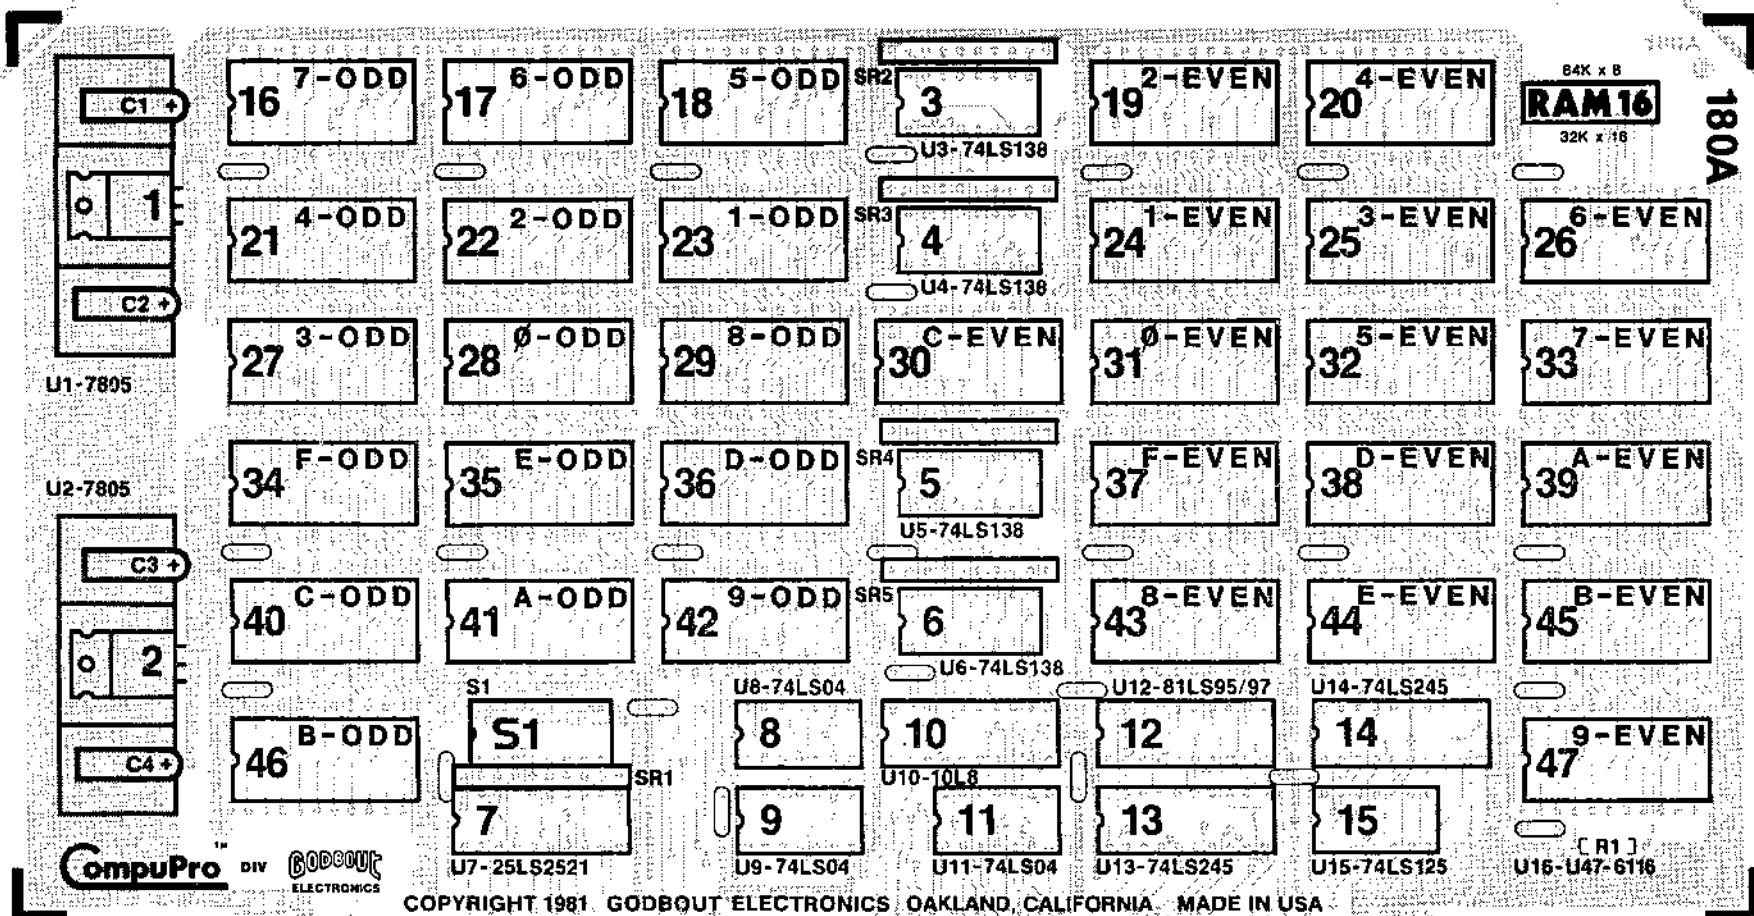 64K x 8
RAM 16
32K x 16
180A
C1 +
16 7-ODD
17 6-ODD
18 5-ODD
SR2
3
U3-74LS138
19 2-EVEN
20 4-EVEN
1
21 4-ODD
22 2-ODD
23 1-ODD
SR3
4
U4-74LS138
24 1-EVEN
25 3-EVEN
26 6-EVEN
C2 +
U1-7805
27 3-ODD
28 Ø-ODD
29 8-ODD
30 C-EVEN
31 Ø-EVEN
32 5-EVEN
33 7-EVEN
U2-7805
34 F-ODD
35 E-ODD
36 D-ODD
SR4
5
U5-74LS138
37 F-EVEN
38 D-EVEN
39 A-EVEN
C3 +
40 C-ODD
41 A-ODD
42 9-ODD
SR5
6
U6-74LS138
43 8-EVEN
44 E-EVEN
45 B-EVEN
2
C4 +
46 B-ODD
S1
S1
SR1
7
U7-25LS2521
U8-74LS04
8
9
U9-74LS04
10
U10-10L8
11
U11-74LS04
U12-81LS95/97
12
13
U13-74LS245
U14-74LS245
14
15
U15-74LS125
47 9-EVEN
[R1]
U16-U47-6116
CompuPro™ DIV GODBOUT
ELECTRONICS
COPYRIGHT 1981 GODBOUT ELECTRONICS OAKLAND, CALIFORNIA MADE IN USA